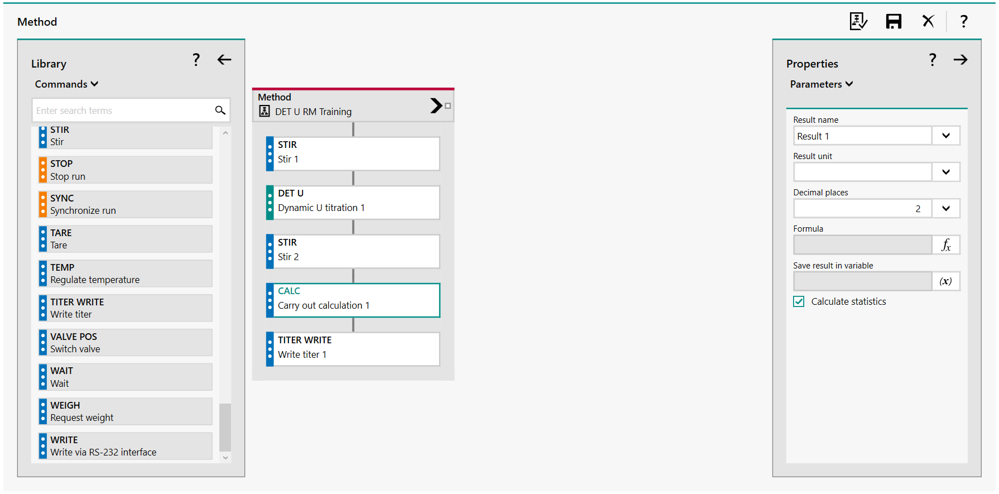 Method
?
Library
?
Commands
Enter search terms
STIR
Stir
STOP
Stop run
SYNC
Synchronize run
TARE
Tare
TEMP
Regulate temperature
TITER WRITE
Write titer
VALVE POS
Switch valve
WAIT
Wait
WEIGH
Request weight
WRITE
Write via RS-232 interface
Method
DET U RM Training
STIR
Stir 1
DET U
Dynamic U titration 1
STIR
Stir 2
CALC
Carry out calculation 1
TITER WRITE
Write titer 1
Properties
?
Parameters
Result name
Result 1
Result unit
Decimal places
2
Formula
fx
Save result in variable
(x)
Calculate statistics